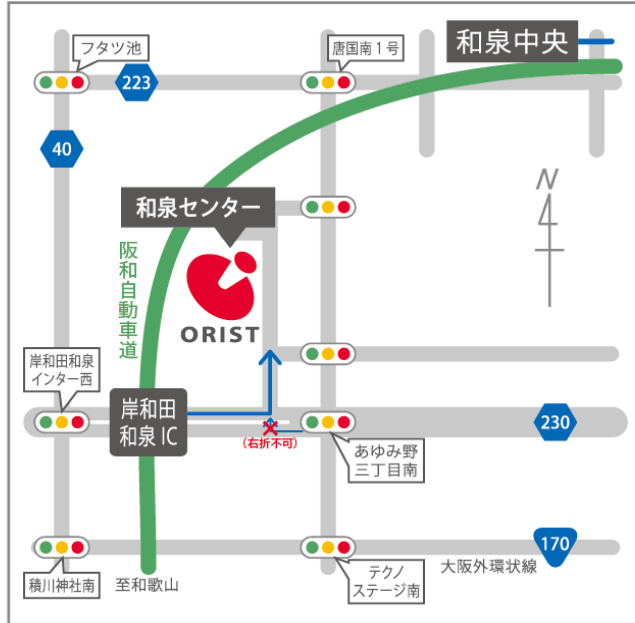 フタツ池
唐国南1号
和泉中央
223
40
N
和泉センター
阪和自動車道
ORIST
岸和田和泉
インター西
岸和田
和泉IC
(右折不可)
あゆみ野
三丁目南
230
170
積川神社南
至和歌山
テクノ
ステージ南
大阪外環状線